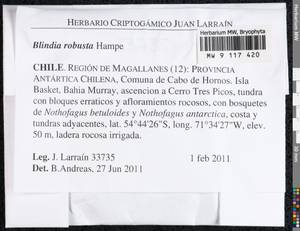 HERBARIO CRIPTOGÁMICO JUAN LARRAÍN
Herbarium MW, Bryophyta
MW 9 117 420
Blindia robusta Hampe
CHILE. REGIÓN DE MAGALLANES (12): PROVINCIA
ANTÁRTICA CHILENA, Comuna de Cabo de Hornos. Isla
Basket, Bahia Murray, ascencion a Cerro Tres Picos, tundra
con bloques erraticos y afloramientos rocosos, con bosquetes
de Nothofagus betuloides y Nothofagus antarctica, costa y
tundras adyacentes, lat. 54°44'26"S, long. 71°34'27"W, elev.
50 m, ladera rocosa irrigada.
Leg. J. Larraín 33735 1 feb 2011
Det. B.Andreas, 27 Jun 2011